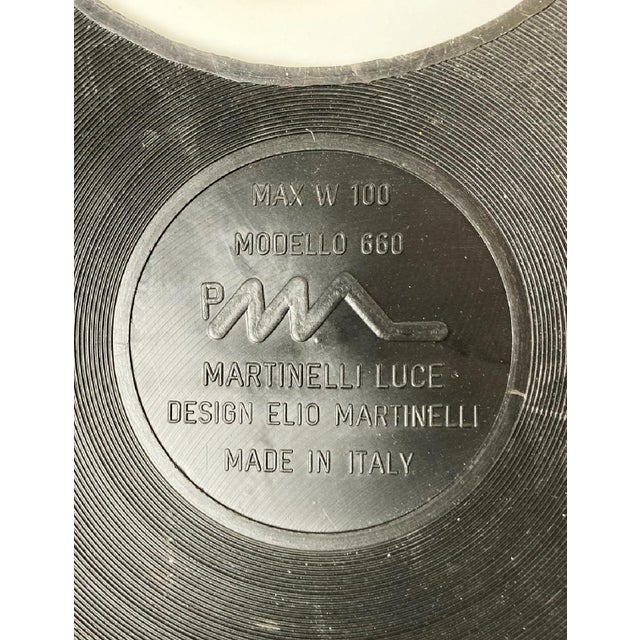 MAX W 100
MODELLO 660
P
MARTINELLI LUCE
DESIGN ELIO MARTINELLI
MADE IN ITALY